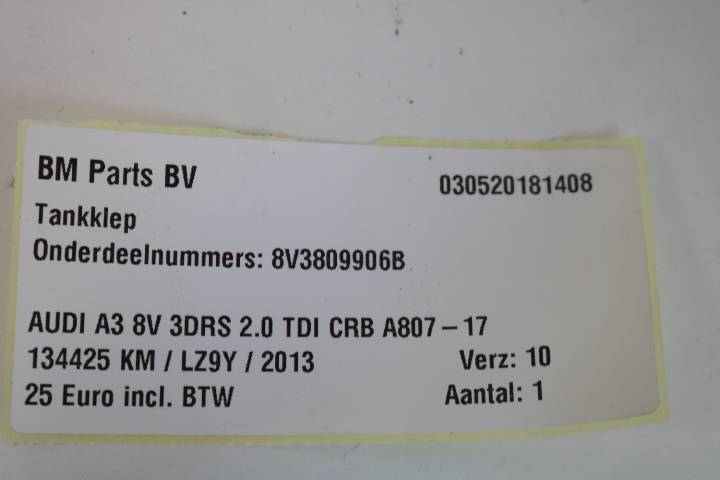 BM Parts BV 030520181408
Tankklep
Onderdeelnummers: 8V3809906B
AUDI A3 8V 3DRS 2.0 TDI CRB A807 – 17
134425 KM / LZ9Y / 2013 Verz: 10
25 Euro incl. BTW Aantal: 1